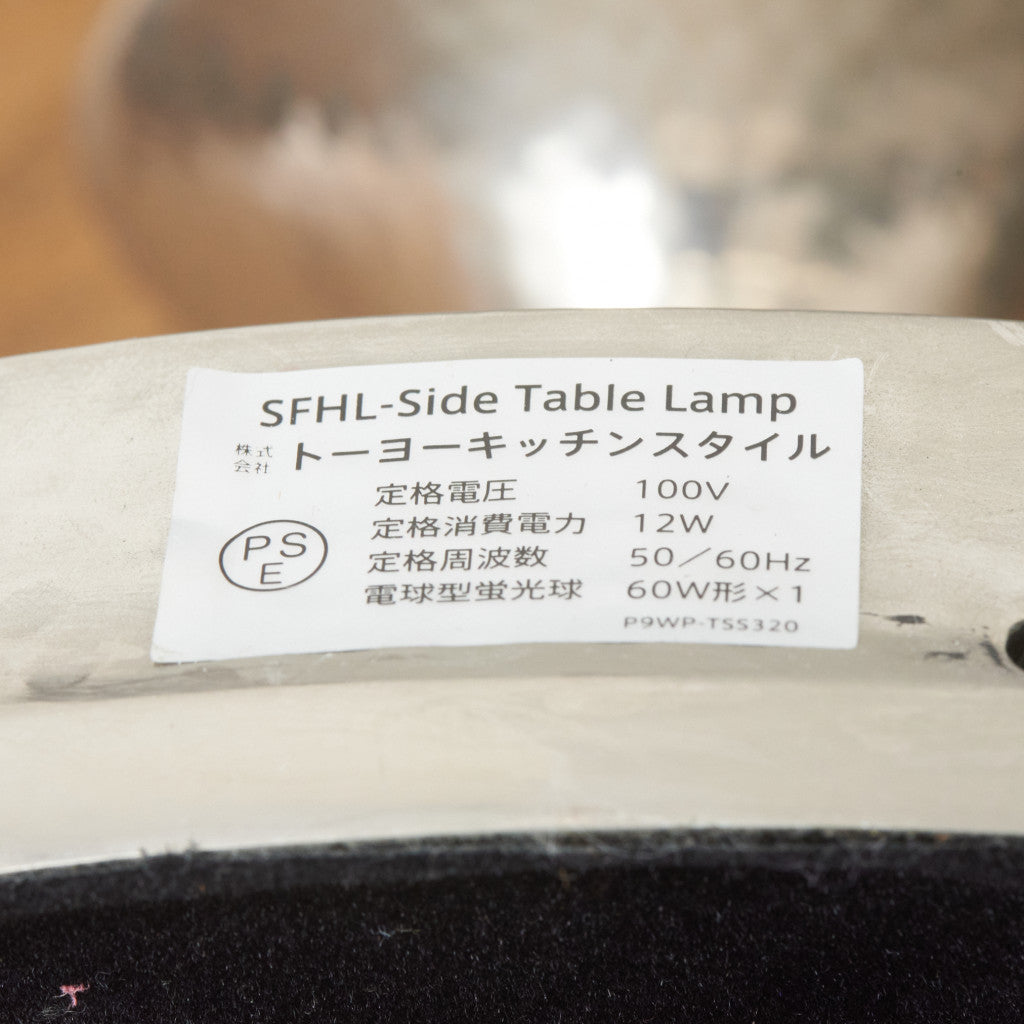 SFHL-Side Table Lamp
株式会社 トーヨーキッチンスタイル
PSE
定格電圧 100V
定格消費電力 12W
定格周波数 50/60Hz
電球型蛍光球 60W形×1
P9WP-TSS320